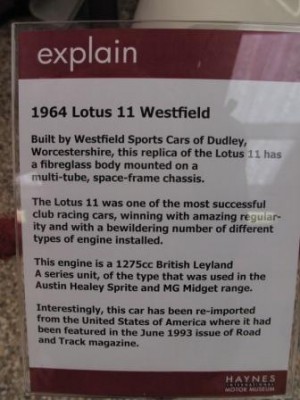 explain
1964 Lotus 11 Westfield
Built by Westfield Sports Cars of Dudley,
Worcestershire, this replica of the Lotus 11 has
a fibreglass body mounted on a
multi-tube, space-frame chassis.
The Lotus 11 was one of the most successful
club racing cars, winning with amazing regular-
ity and with a bewildering number of different
types of engine installed.
This engine is a 1275cc British Leyland
A series unit, of the type that was used in the
Austin Healey Sprite and MG Midget range.
Interestingly, this car has been re-imported
from the United States of America where it had
been featured in the June 1993 issue of Road
and Track magazine.
HAYNES
INTERNATIONAL
MOTOR MUSEUM